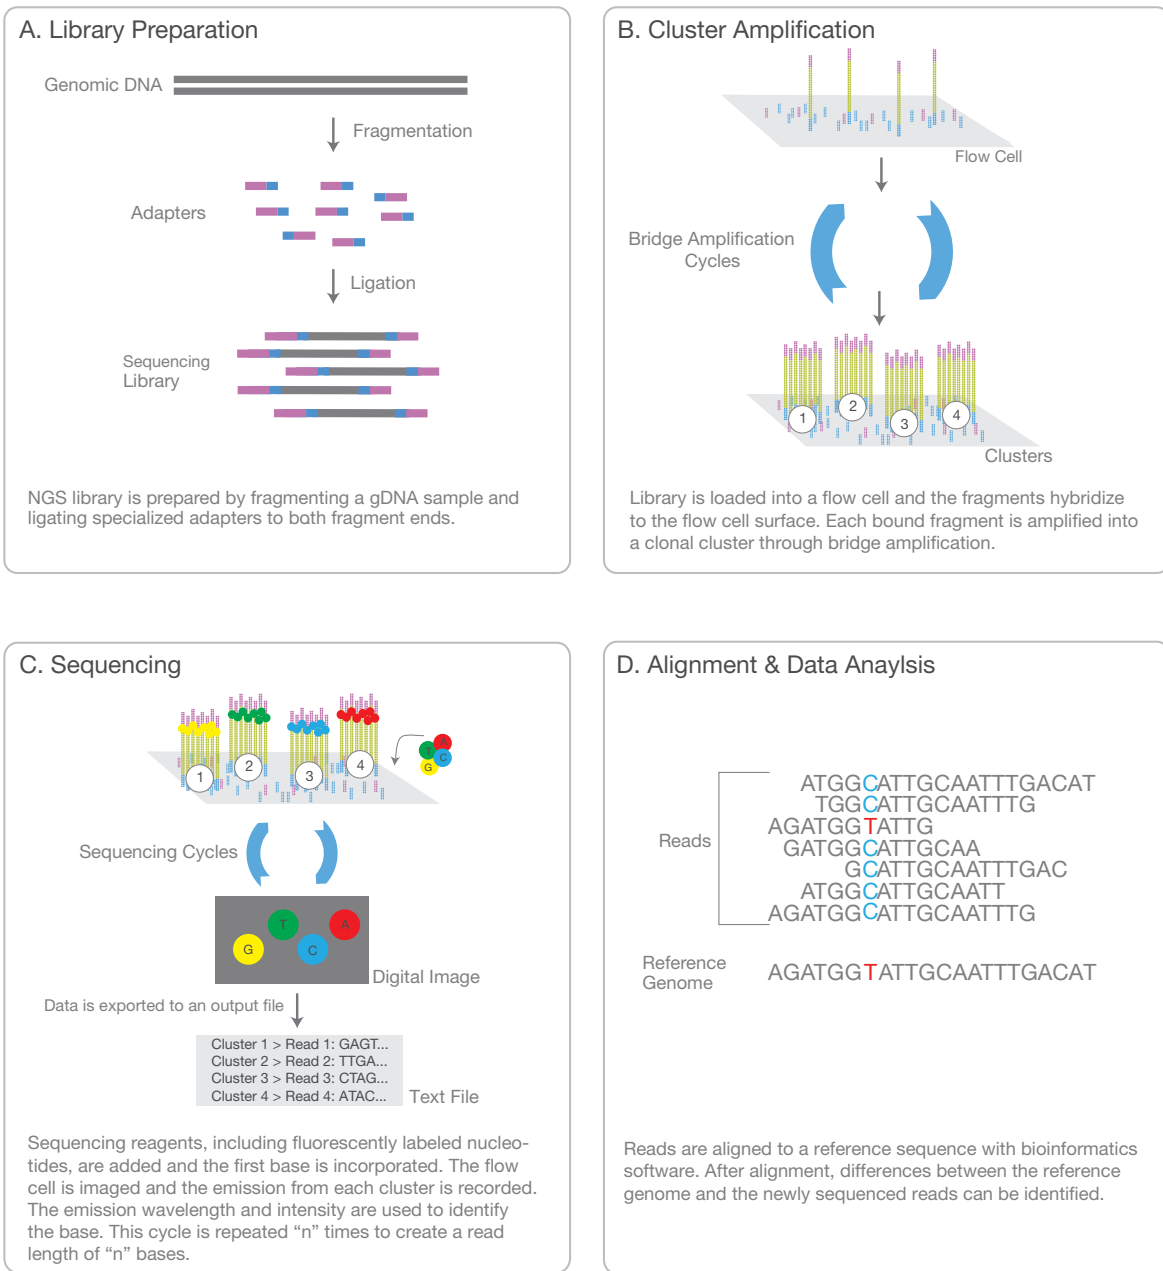 A. Library Preparation
Genomic DNA
Fragmentation
Adapters
Ligation
Sequencing
Library
NGS library is prepared by fragmenting a gDNA sample and
ligating specialized adapters to both fragment ends.
B. Cluster Amplification
Flow Cell
Bridge Amplification
Cycles
1
2
3
4
Clusters
Library is loaded into a flow cell and the fragments hybridize
to the flow cell surface. Each bound fragment is amplified into
a clonal cluster through bridge amplification.
C. Sequencing
1
2
3
4
A
T
C
G
Sequencing Cycles
T
A
G
C
Digital Image
Data is exported to an output file
Cluster 1 > Read 1: GAGT...
Cluster 2 > Read 2: TTGA...
Cluster 3 > Read 3: CTAG...
Cluster 4 > Read 4: ATAC...
Text File
Sequencing reagents, including fluorescently labeled nucleo-
tides, are added and the first base is incorporated. The flow
cell is imaged and the emission from each cluster is recorded.
The emission wavelength and intensity are used to identify
the base. This cycle is repeated “n” times to create a read
length of “n” bases.
D. Alignment & Data Anaylsis
Reads
ATGGCATTGCAATTTGACAT
TGGCATTGCAATTTG
AGATGGTATTG
GATGGCATTGCAA
GCATTGCAATTTGAC
ATGGCATTGCAATT
AGATGGCATTGCAATTTG
Reference
Genome
AGATGGTATTGCAATTTGACAT
Reads are aligned to a reference sequence with bioinformatics
software. After alignment, differences between the reference
genome and the newly sequenced reads can be identified.